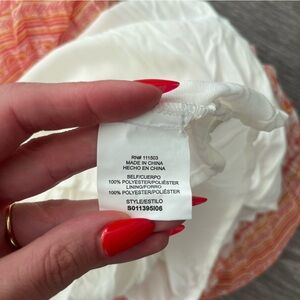 RN# 111503
MADE IN CHINA
HECHO EN CHINA
SELF/CUERPO
100% POLYESTER/POLIÉSTER
LINING/FORRO
100% POLYESTER/POLIÉSTER
STYLE/ESTILO
S011395I06